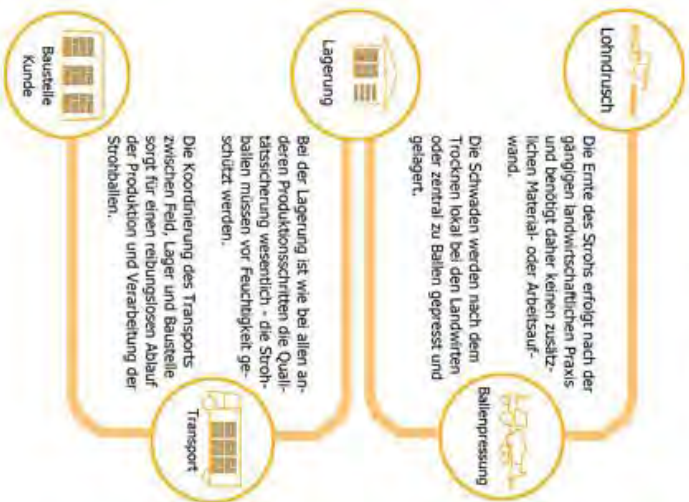 Lohndrusch
Die Ernte des Strohs erfolgt nach der
gängigen landwirtschaftlichen Praxis
und benötigt daher keinen zusätz-
lichen Material- oder Arbeitsauf-
wand.
Ballenpressung
Die Schwaden werden nach dem
Trocknen lokal bei den Landwirten
oder zentral zu Ballen gepresst und
gelagert.
Lagerung
Bei der Lagerung ist wie bei allen an-
deren Produktionsschritten die Quali-
tätssicherung wesentlich - die Stroh-
ballen müssen vor Feuchtigkeit ge-
schützt werden.
Transport
Die Koordinierung des Transports
zwischen Feld, Lager und Baustelle
sorgt für einen reibungslosen Ablauf
der Produktion und Verarbeitung der
Strohballen.
Baustelle
Kunde